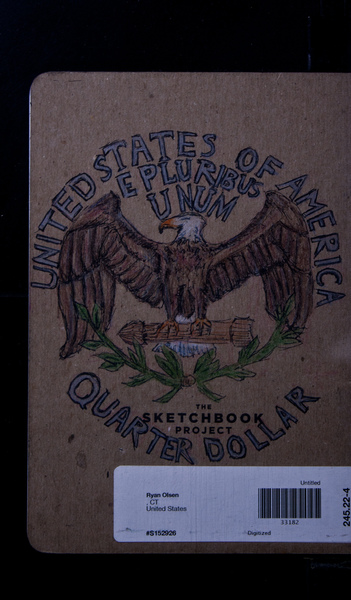 UNITED STATES OF AMERICA
E PLURIBUS
UNUM
THE
SKETCHBOOK
PROJECT
QUARTER DOLLAR
Untitled
Ryan Olsen
, CT
United States
33182
#S152926
Digitized
245.22-4